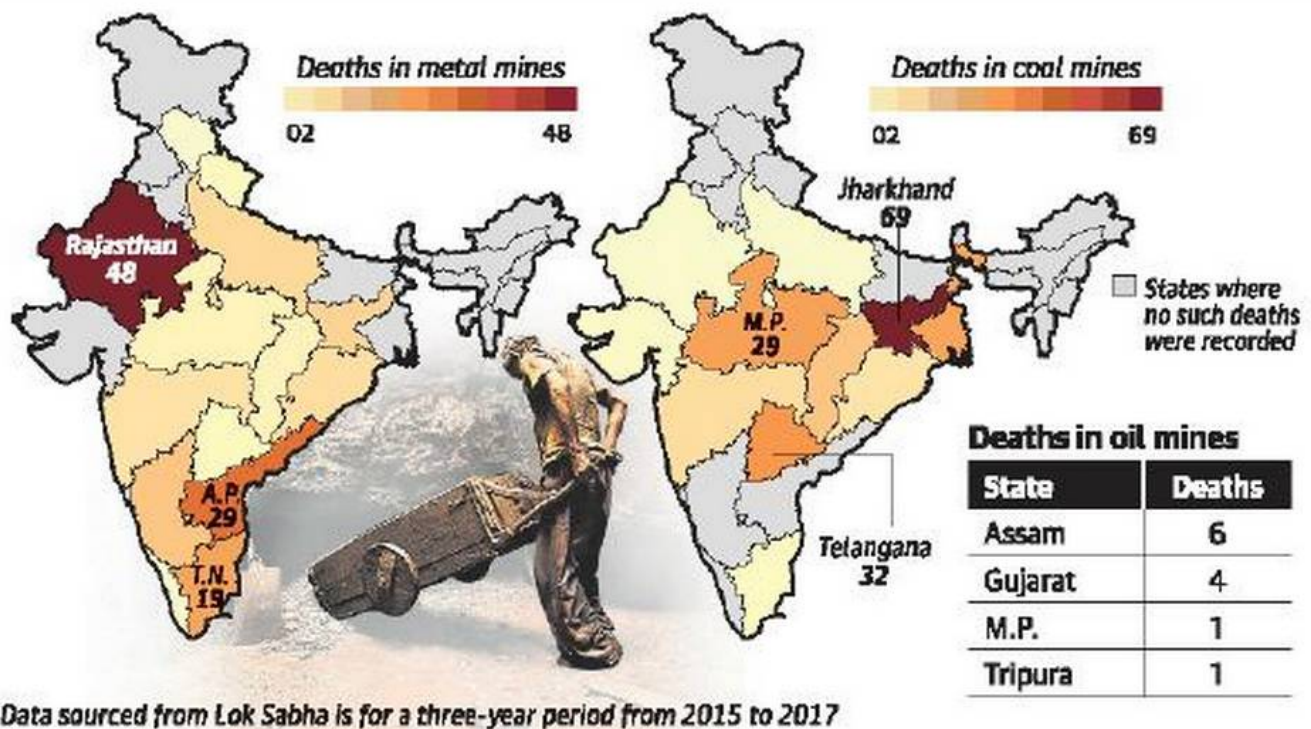 Deaths in metal mines
02 48
Rajasthan
48
A.P.
29
T.N.
19
Deaths in coal mines
02 69
Jharkhand
69
M.P.
29
Telangana
32
States where
no such deaths
were recorded
Deaths in oil mines
State Deaths
Assam 6
Gujarat 4
M.P. 1
Tripura 1
Data sourced from Lok Sabha is for a three-year period from 2015 to 2017